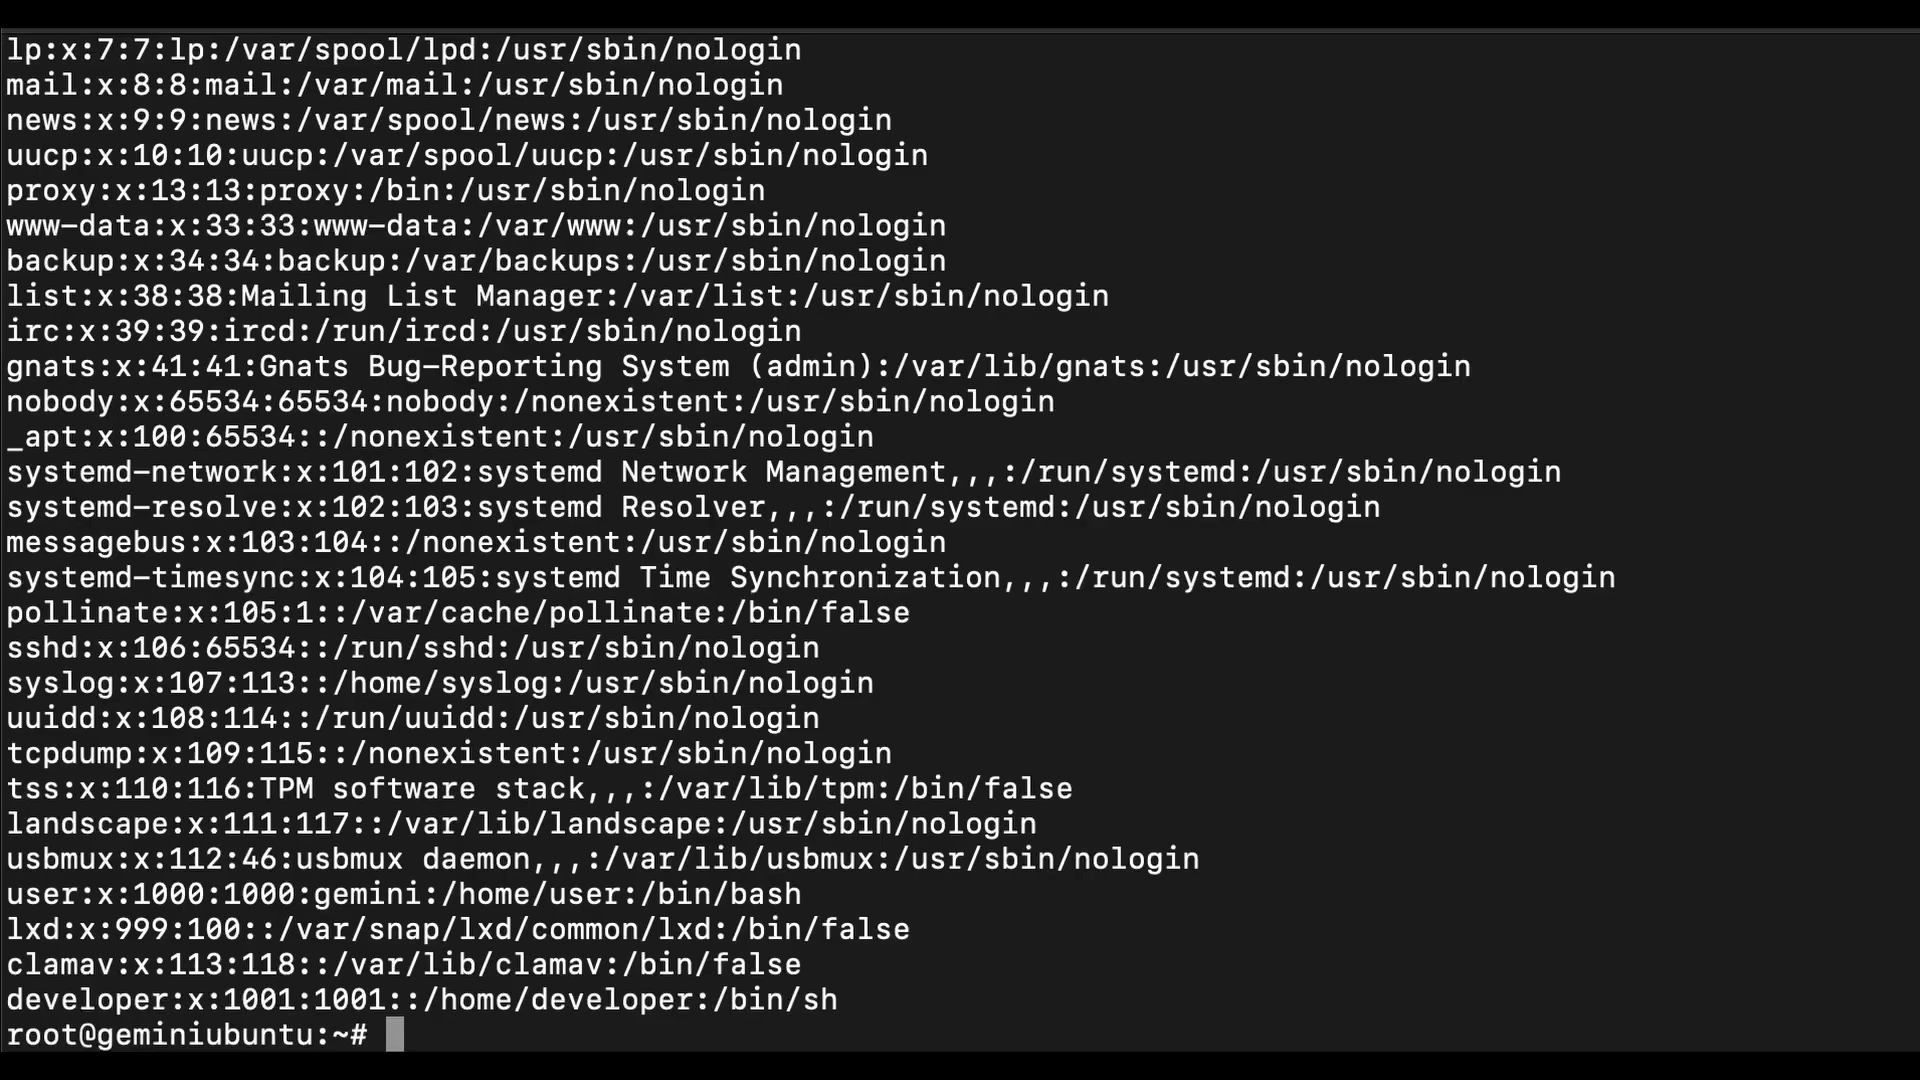 lp:x:7:7:lp:/var/spool/lpd:/usr/sbin/nologin
mail:x:8:8:mail:/var/mail:/usr/sbin/nologin
news:x:9:9:news:/var/spool/news:/usr/sbin/nologin
uucp:x:10:10:uucp:/var/spool/uucp:/usr/sbin/nologin
proxy:x:13:13:proxy:/bin:/usr/sbin/nologin
www-data:x:33:33:www-data:/var/www:/usr/sbin/nologin
backup:x:34:34:backup:/var/backups:/usr/sbin/nologin
list:x:38:38:Mailing List Manager:/var/list:/usr/sbin/nologin
irc:x:39:39:ircd:/run/ircd:/usr/sbin/nologin
gnats:x:41:41:Gnats Bug-Reporting System (admin):/var/lib/gnats:/usr/sbin/nologin
nobody:x:65534:65534:nobody:/nonexistent:/usr/sbin/nologin
_apt:x:100:65534::/nonexistent:/usr/sbin/nologin
systemd-network:x:101:102:systemd Network Management,,,:/run/systemd:/usr/sbin/nologin
systemd-resolve:x:102:103:systemd Resolver,,,:/run/systemd:/usr/sbin/nologin
messagebus:x:103:104::/nonexistent:/usr/sbin/nologin
systemd-timesync:x:104:105:systemd Time Synchronization,,,:/run/systemd:/usr/sbin/nologin
pollinate:x:105:1::/var/cache/pollinate:/bin/false
sshd:x:106:65534::/run/sshd:/usr/sbin/nologin
syslog:x:107:113::/home/syslog:/usr/sbin/nologin
uuidd:x:108:114::/run/uuidd:/usr/sbin/nologin
tcpdump:x:109:115::/nonexistent:/usr/sbin/nologin
tss:x:110:116:TPM software stack,,,:/var/lib/tpm:/bin/false
landscape:x:111:117::/var/lib/landscape:/usr/sbin/nologin
usbmux:x:112:46:usbmux daemon,,,:/var/lib/usbmux:/usr/sbin/nologin
user:x:1000:1000:gemini:/home/user:/bin/bash
lxd:x:999:100::/var/snap/lxd/common/lxd:/bin/false
clamav:x:113:118::/var/lib/clamav:/bin/false
developer:x:1001:1001::/home/developer:/bin/sh
root@geminiubuntu:~#